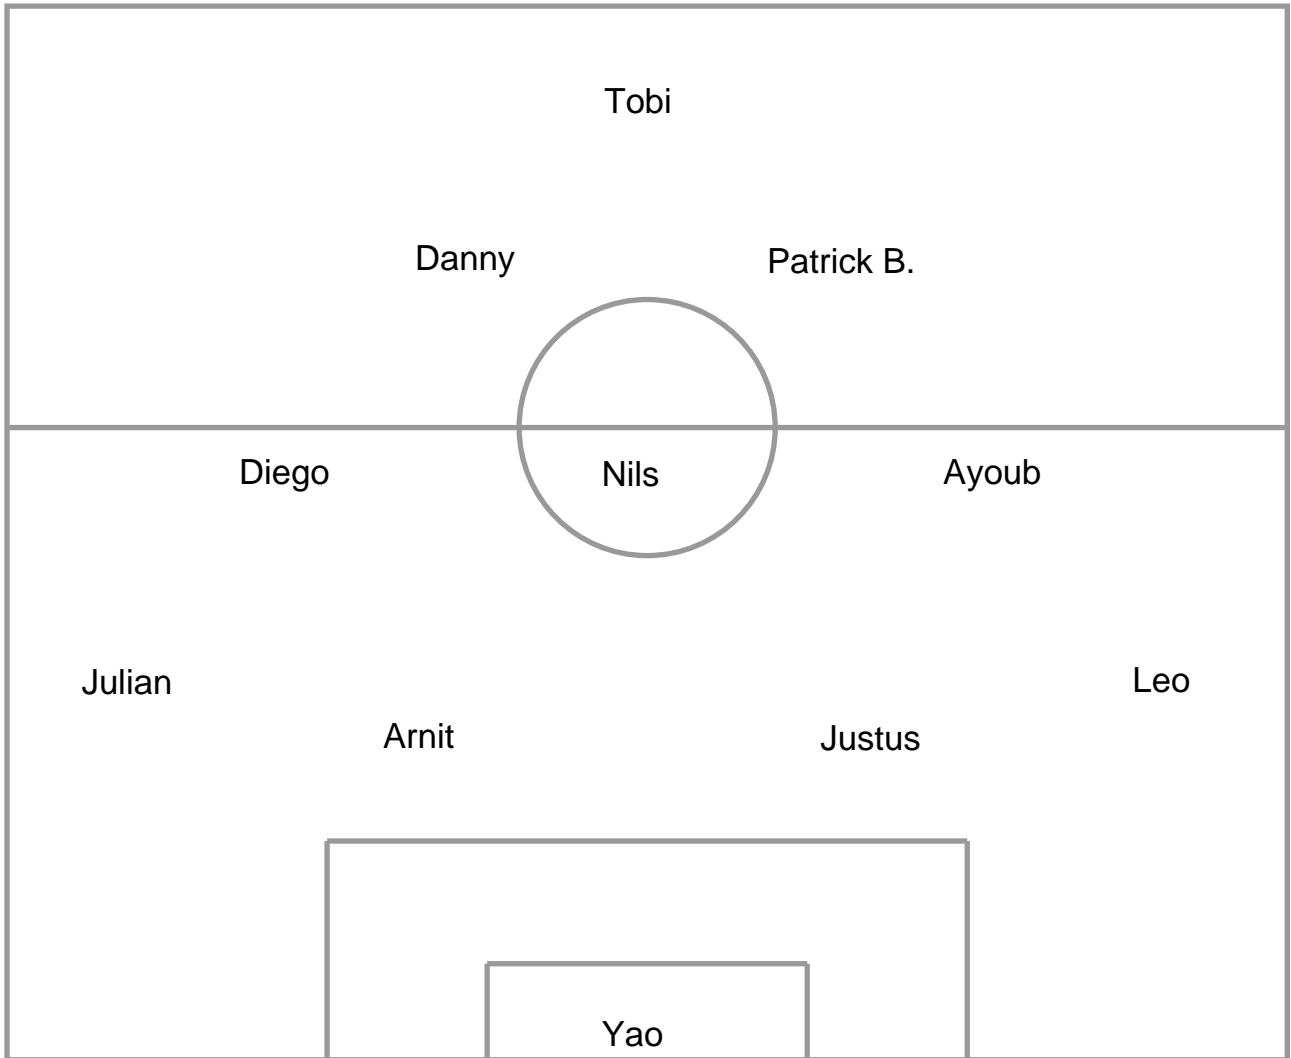 Tobi
Danny
Patrick B.
Diego
Nils
Ayoub
Julian
Leo
Arnit
Justus
Yao